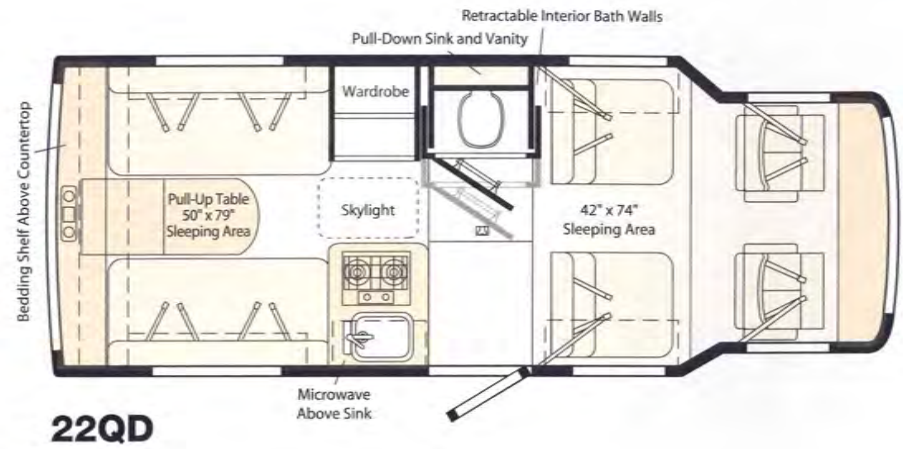 Retractable Interior Bath Walls
Pull-Down Sink and Vanity
Wardrobe
Bedding Shelf Above Countertop
Pull-Up Table
50" x 79"
Sleeping Area
Skylight
42" x 74"
Sleeping Area
Microwave
Above Sink
22QD